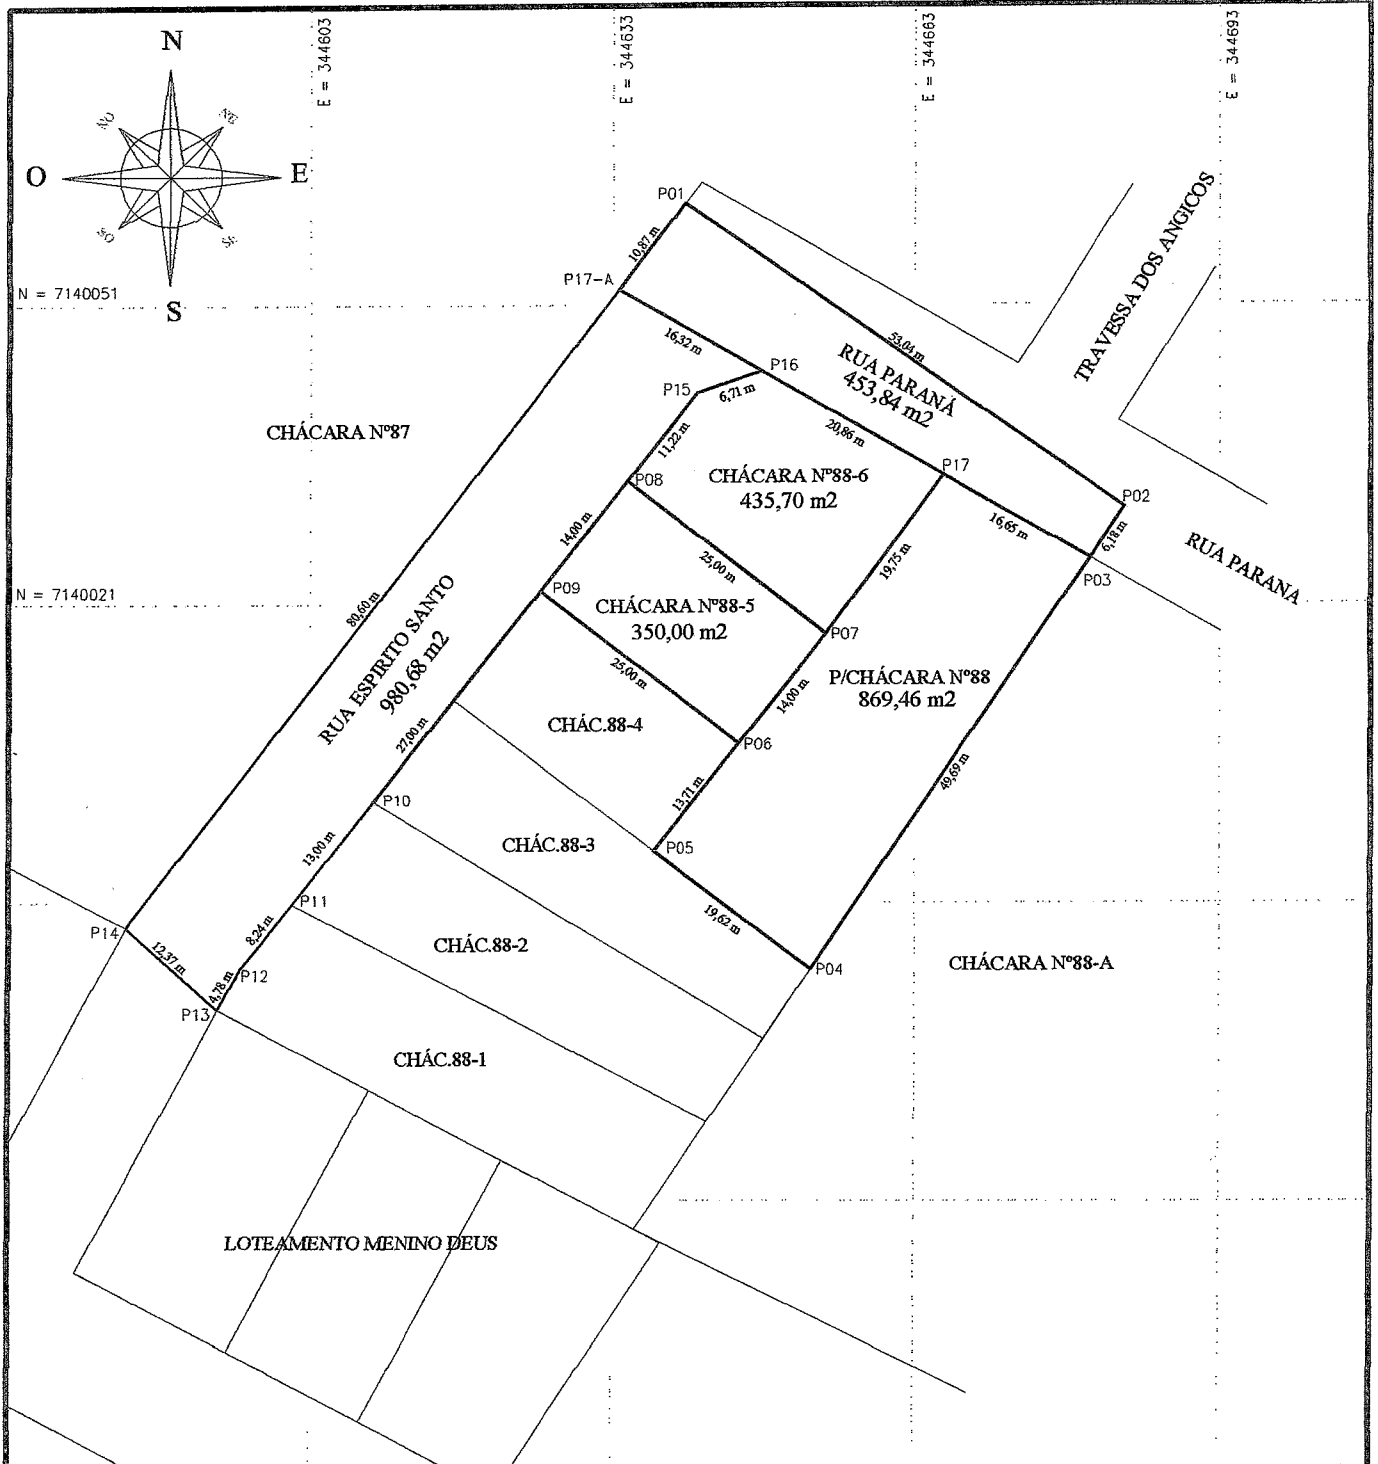 E = 344603
E = 344633
E = 344663
E = 344693
N
NO
NE
O
E
SO
SE
S
N = 7140051
P01
10,87 m
P17-A
TRAVESSA DOS ANGICOS
53,04 m
16,32 m
P16
RUA PARANÁ
453,84 m2
P15
6,71 m
CHÁCARA Nº87
11,22 m
20,86 m
P17
P08
CHÁCARA Nº88-6
435,70 m2
P02
16,65 m
6,18 m
RUA PARANA
14,00 m
25,00 m
19,75 m
P03
N = 7140021
P09
80,60 m
CHÁCARA Nº88-5
350,00 m2
P07
RUA ESPIRITO SANTO
980,68 m2
25,00 m
P/CHÁCARA Nº88
869,46 m2
14,00 m
27,00 m
CHÁC.88-4
P06
49,69 m
13,71 m
P10
CHÁC.88-3
P05
13,00 m
P11
19,62 m
P14
8,24 m
12,37 m
CHÁC.88-2
P12
P04
CHÁCARA Nº88-A
4,78 m
P13
CHÁC.88-1
LOTEAMENTO MENINO DEUS